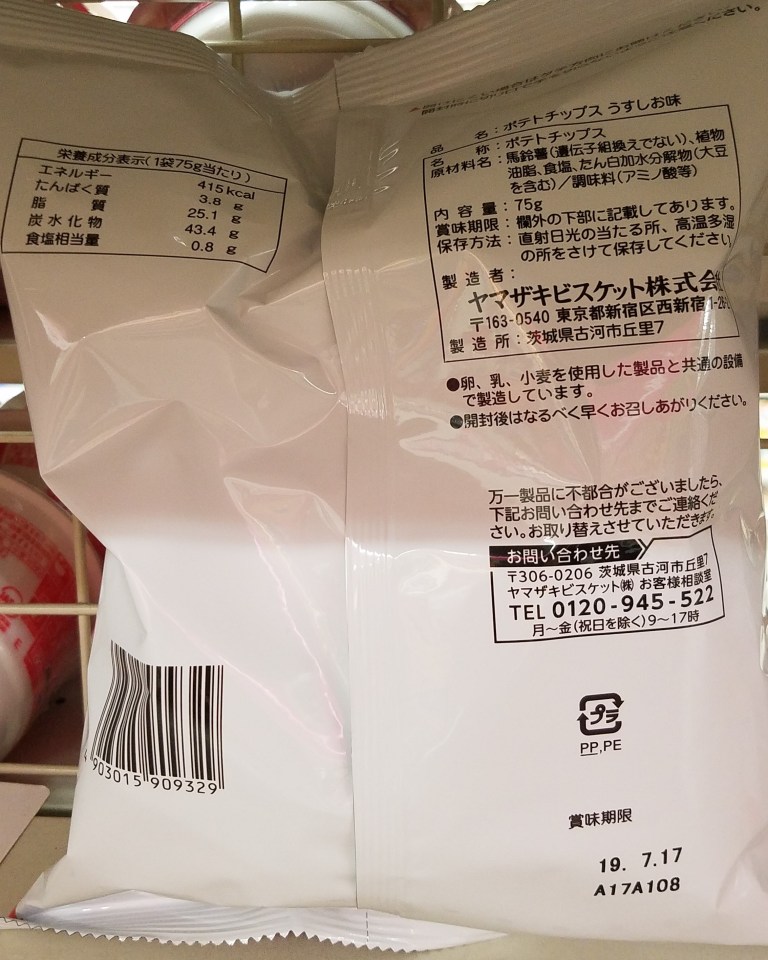 栄養成分表示(1袋75g当たり)
エネルギー 415kcal
たんぱく質 3.8 g
脂質 25.1 g
炭水化物 43.4 g
食塩相当量 0.8 g
品名：ポテトチップス うすしお味
名称：ポテトチップス
原材料名：馬鈴薯(遺伝子組換えでない)、植物
油脂、食塩、たん白加水分解物(大豆
を含む)／調味料(アミノ酸等)
内容量：75g
賞味期限：欄外の下部に記載してあります。
保存方法：直射日光の当たる所、高温多湿
の所をさけて保存してください
製造者：
ヤマザキビスケット株式会
〒163-0540 東京都新宿区西新宿1-26-
製造所：茨城県古河市丘里7
●卵、乳、小麦を使用した製品と共通の設備
で製造しています。
●開封後はなるべく早くお召しあがりください。
万一製品に不都合がございましたら、
下記お問い合わせ先までご連絡くだ
さい。お取り替えさせていただきます。
お問い合わせ先
〒306-0206 茨城県古河市丘里7
ヤマザキビスケット㈱ お客様相談室
TEL 0120-945-522
月～金(祝日を除く)9～17時
4 903015 909329
プラ
PP,PE
賞味期限
19. 7.17
A17A108